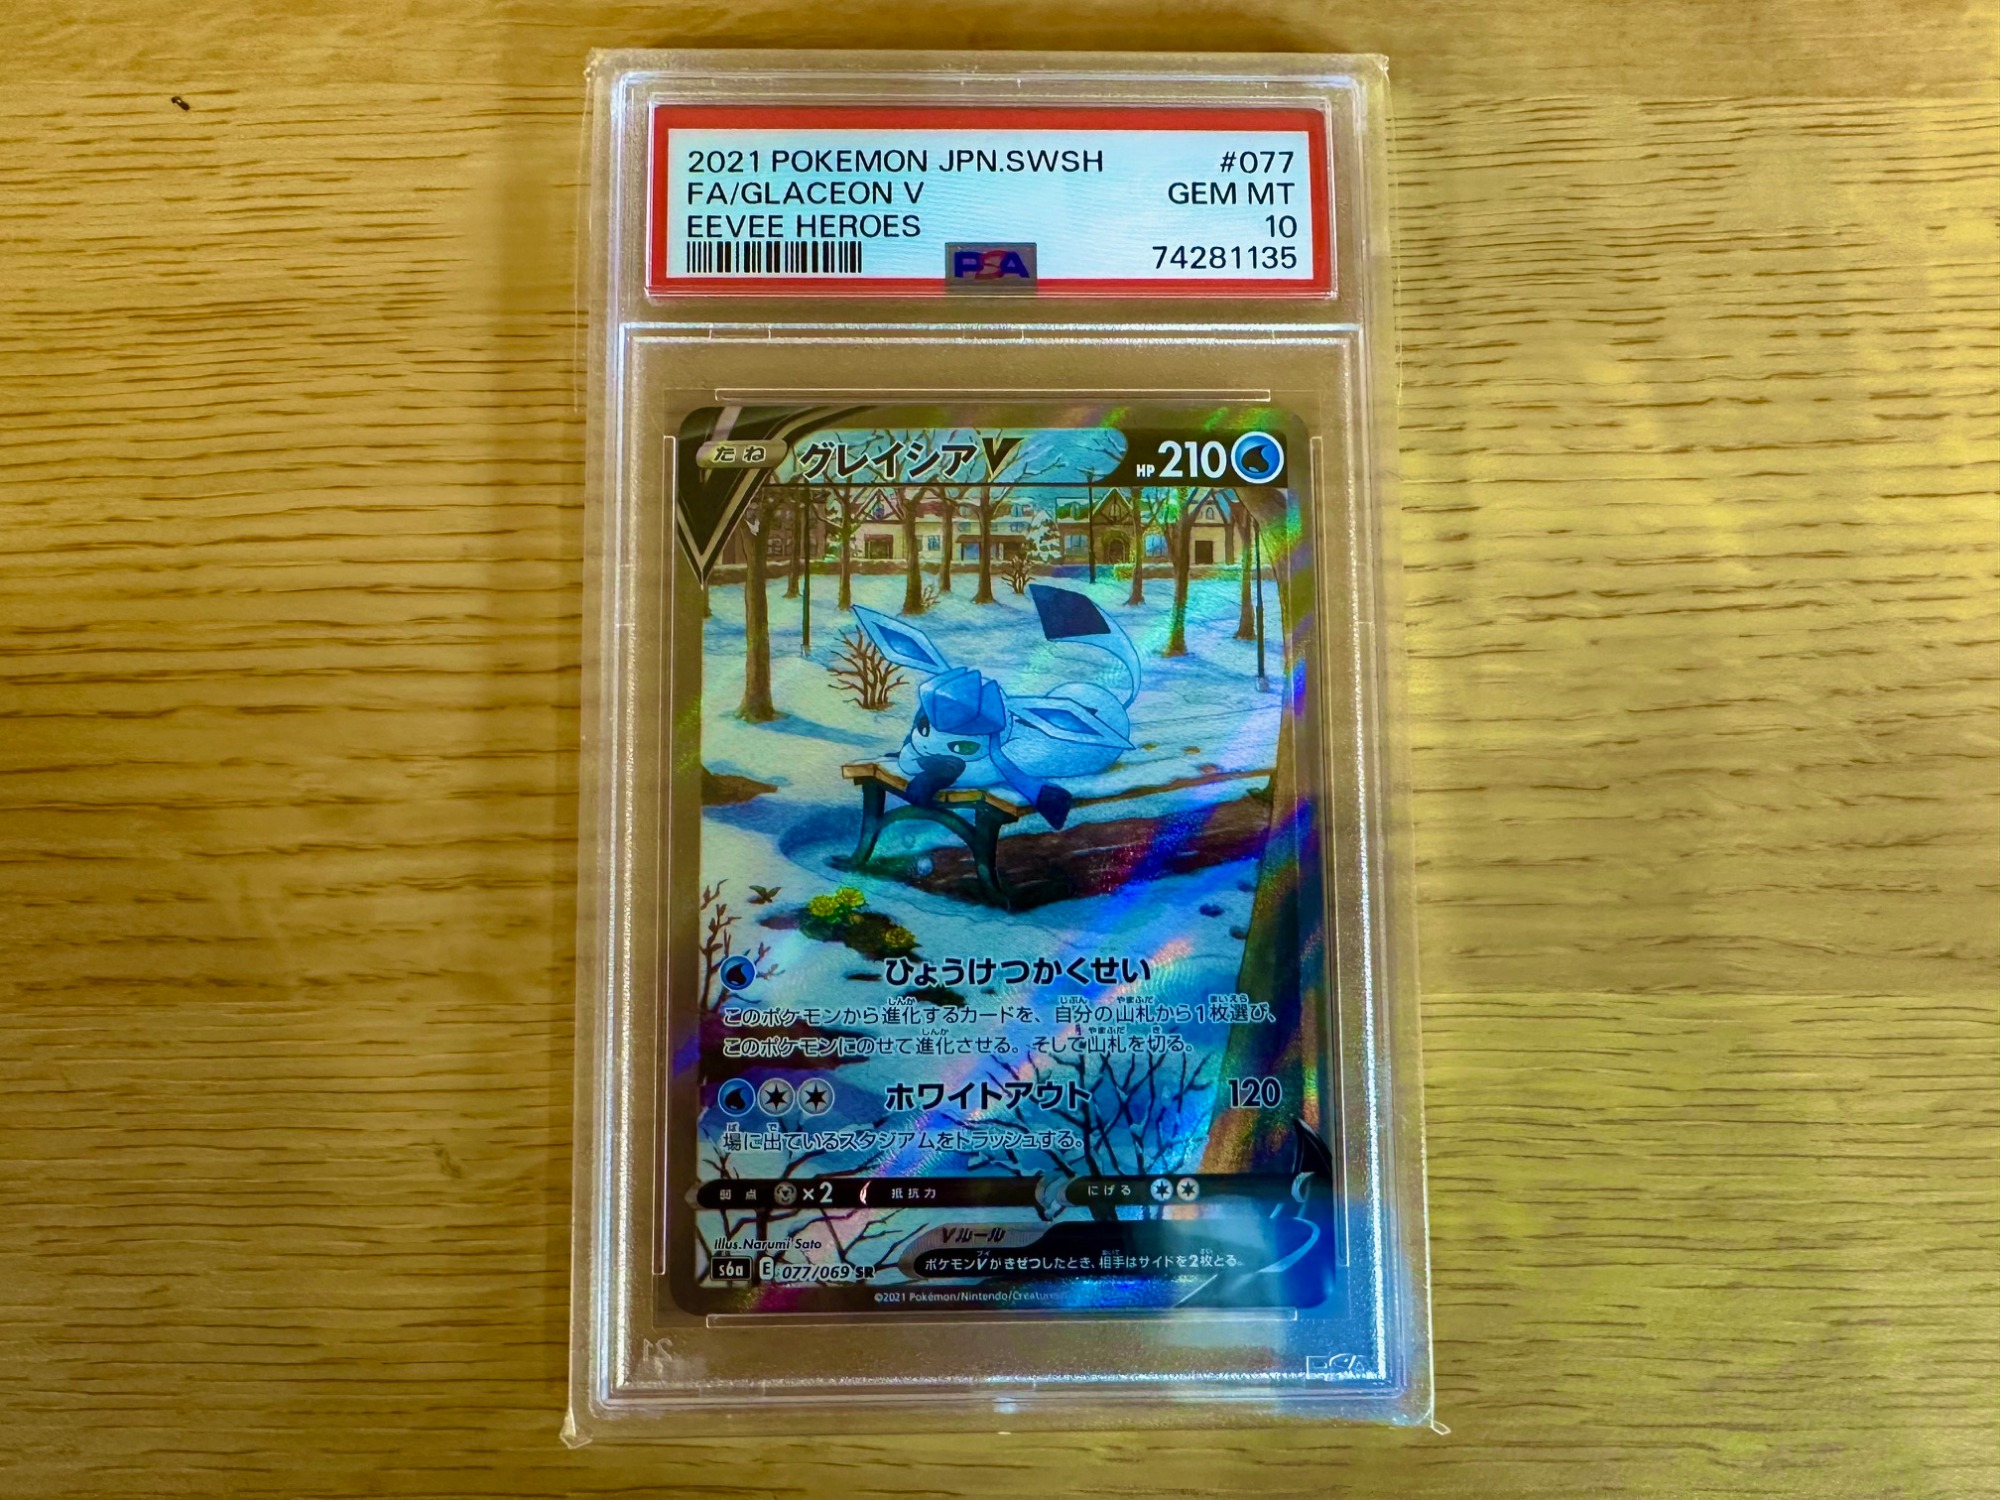 2021 POKEMON JPN.SWSH #077
FA/GLACEON V GEM MT
EEVEE HEROES 10
74281135
PSA
たね グレイシアV HP 210
ひょうけつかくせい
このポケモンから進化するカードを、自分の山札から1枚選び、
このポケモンにのせて進化させる。そして山札を切る。
ホワイトアウト 120
場に出ているスタジアムをトラッシュする。
弱点 ×2 抵抗力 にげる
Illus. Narumi Sato
Vルール
ポケモンVがきぜつしたとき、相手はサイドを2枚とる。
s6a E 077/069 SR
©2021 Pokémon/Nintendo/Creatures
PSA